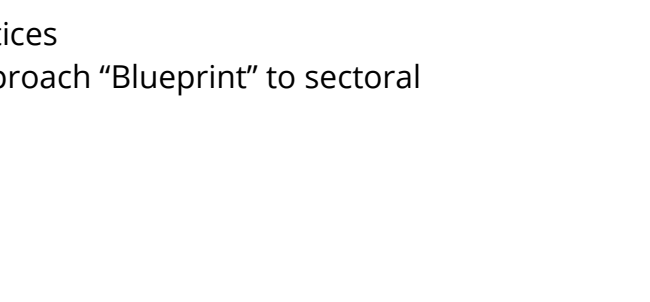 tices
proach “Blueprint” to sectoral